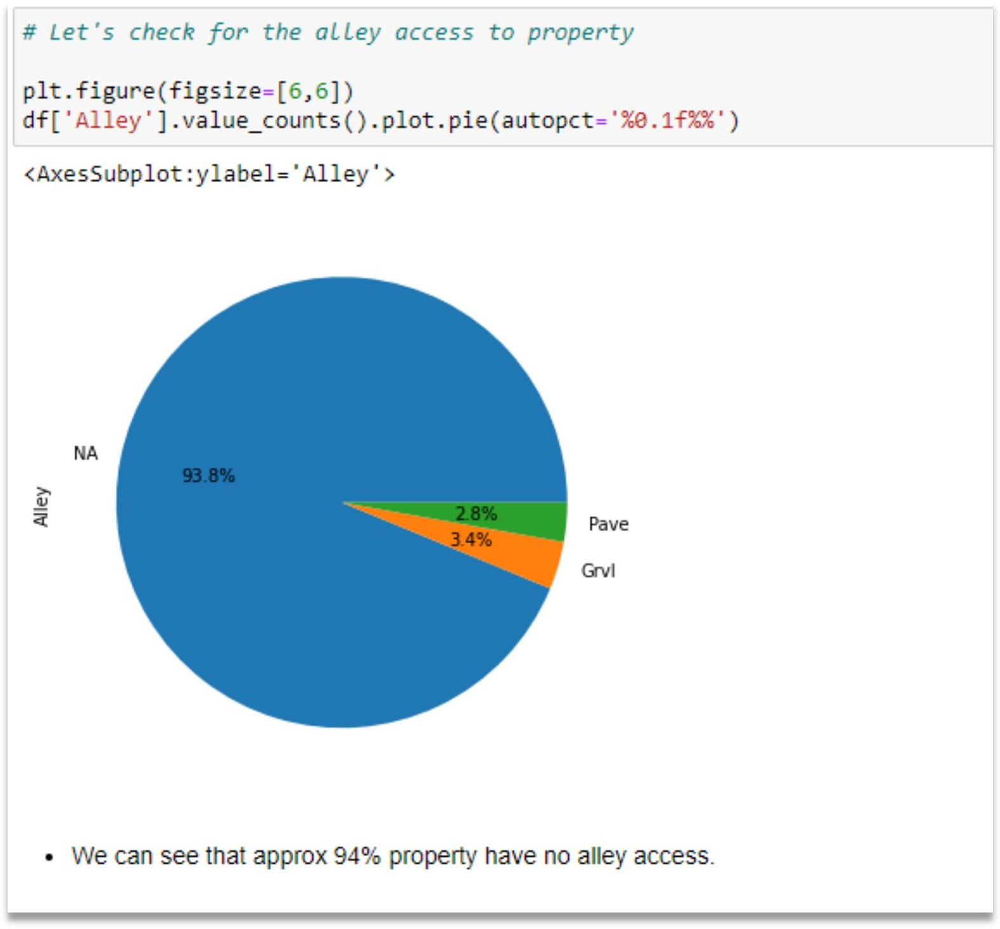 # Let's check for the alley access to property
plt.figure(figsize=[6,6])
df['Alley'].value_counts().plot.pie(autopct='%0.1f%%')
<AxesSubplot:ylabel='Alley'>
NA
93.8%
Alley
2.8%
Pave
3.4%
Grvl
• We can see that approx 94% property have no alley access.